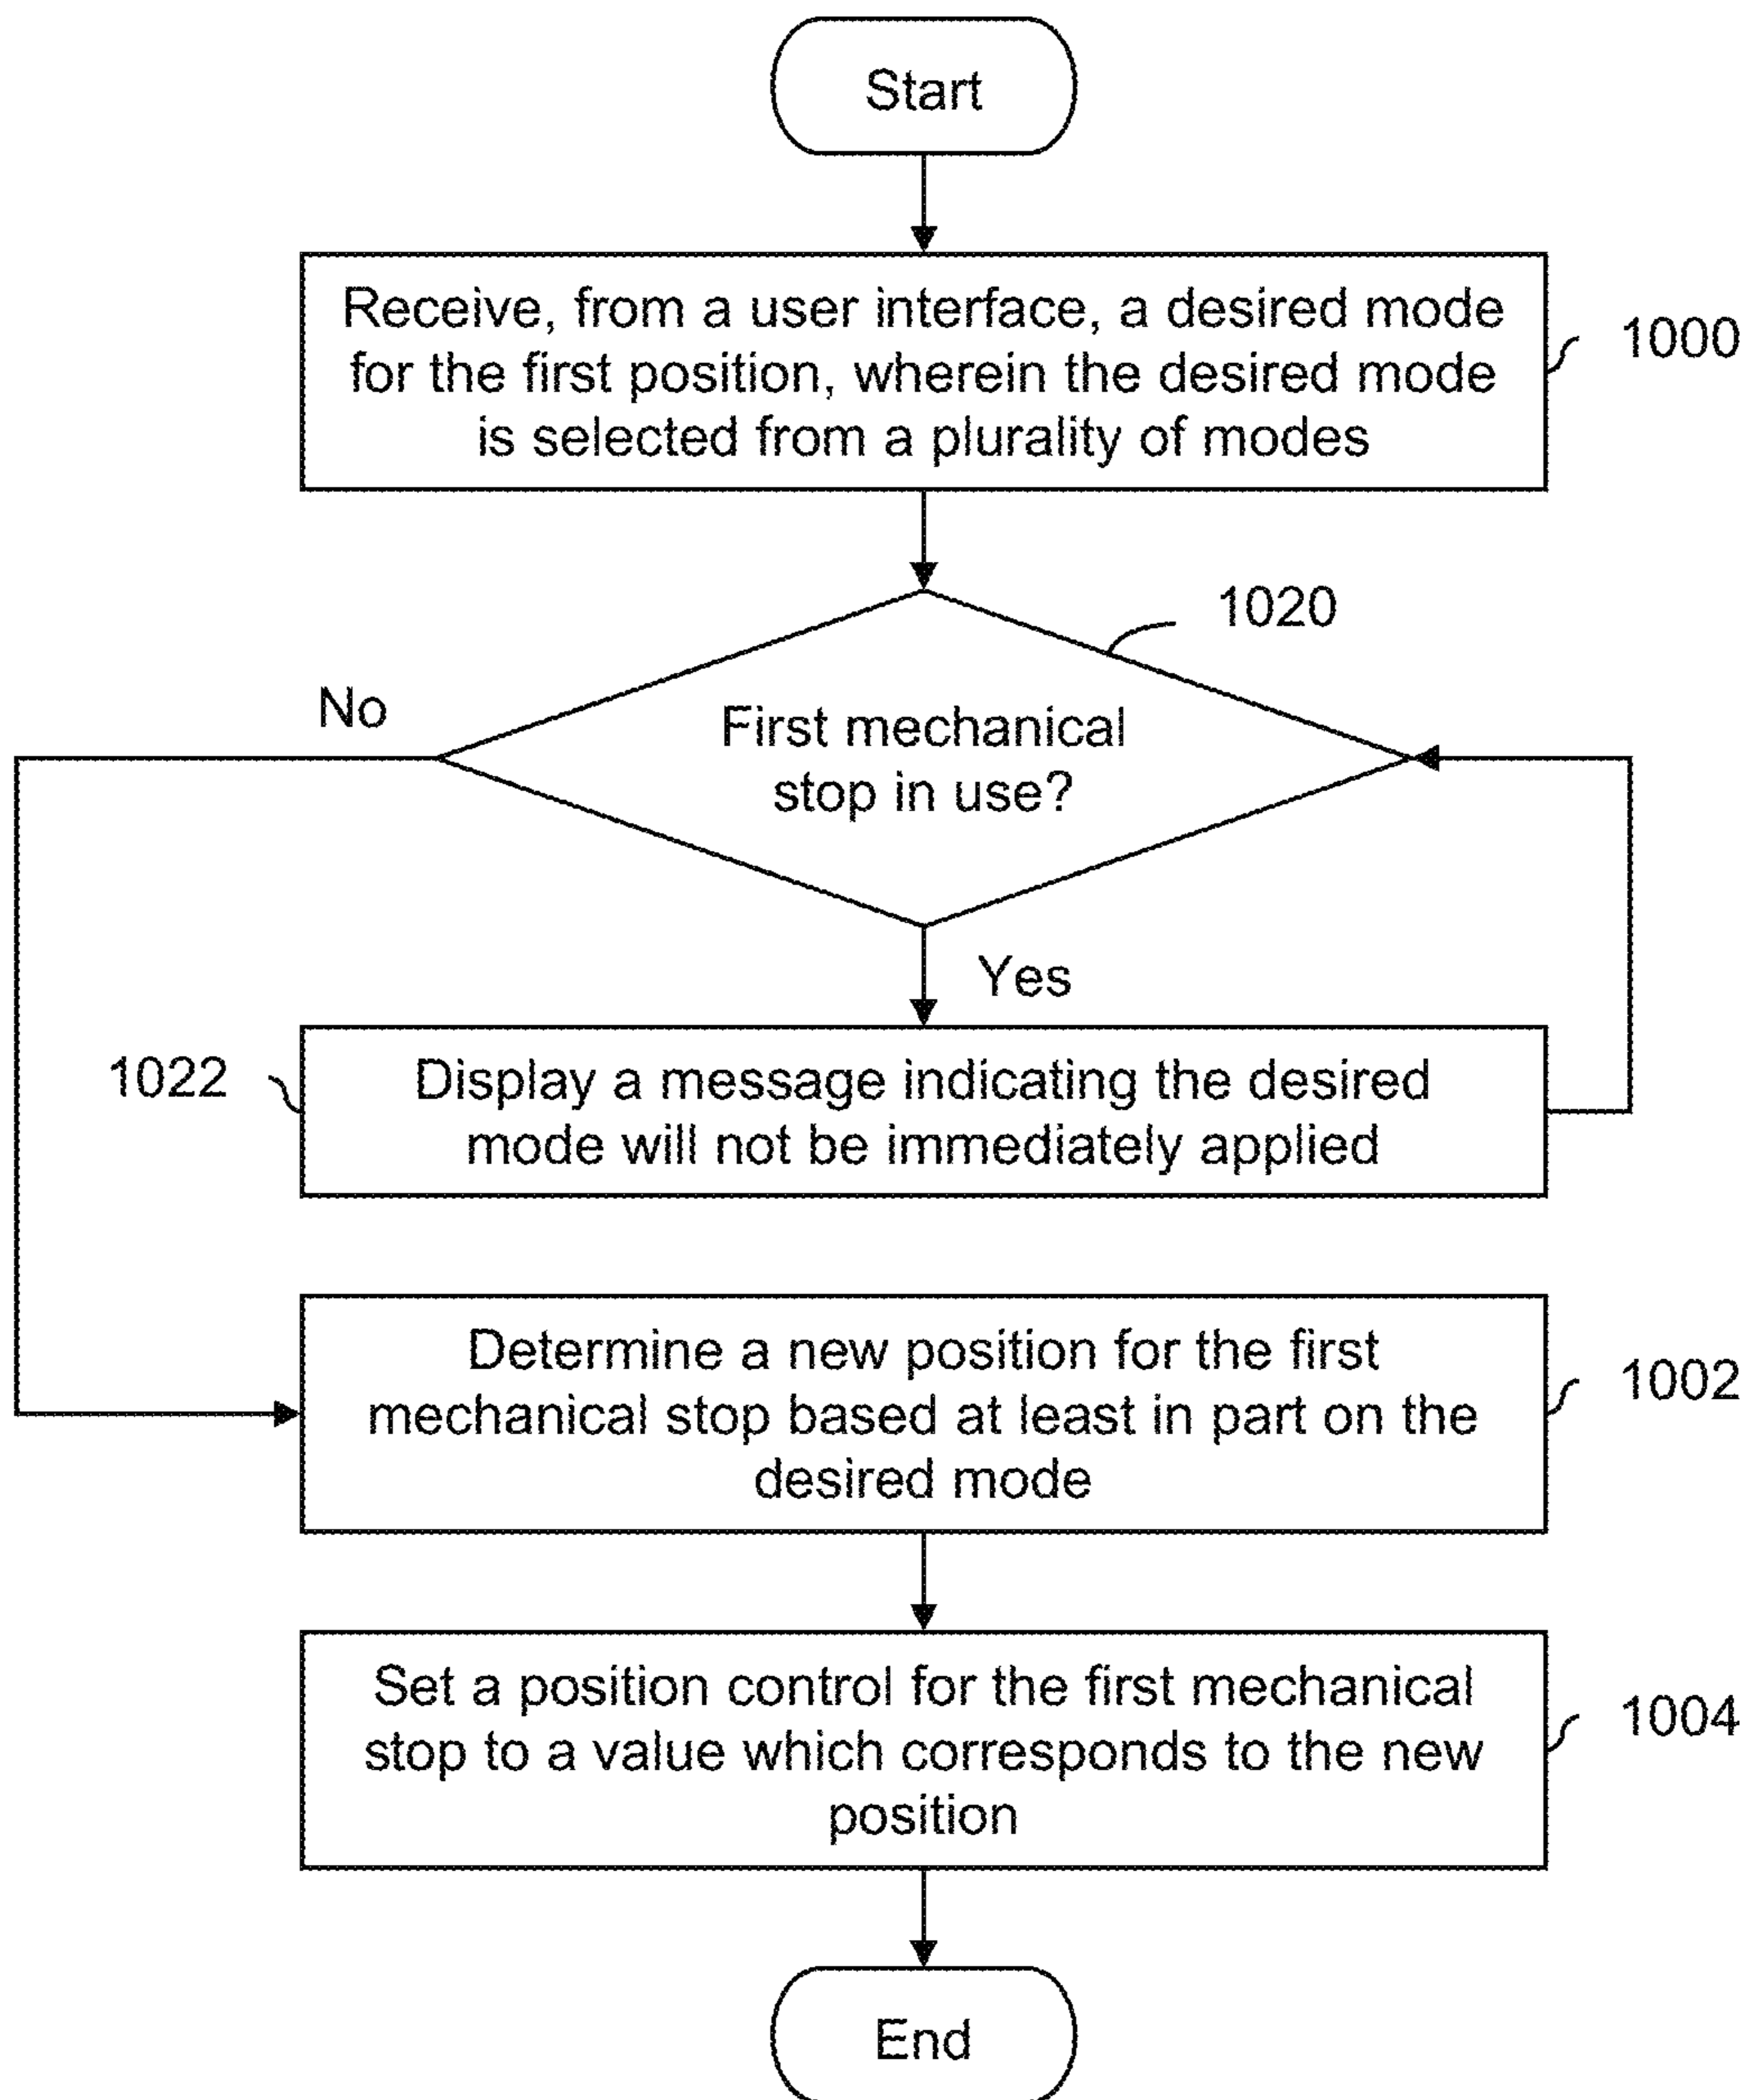 Start
Receive, from a user interface, a desired mode
for the first position, wherein the desired mode
is selected from a plurality of modes
1000
1020
No
First mechanical
stop in use?
Yes
1022
Display a message indicating the desired
mode will not be immediately applied
Determine a new position for the first
mechanical stop based at least in part on the
desired mode
1002
Set a position control for the first mechanical
stop to a value which corresponds to the new
position
1004
End